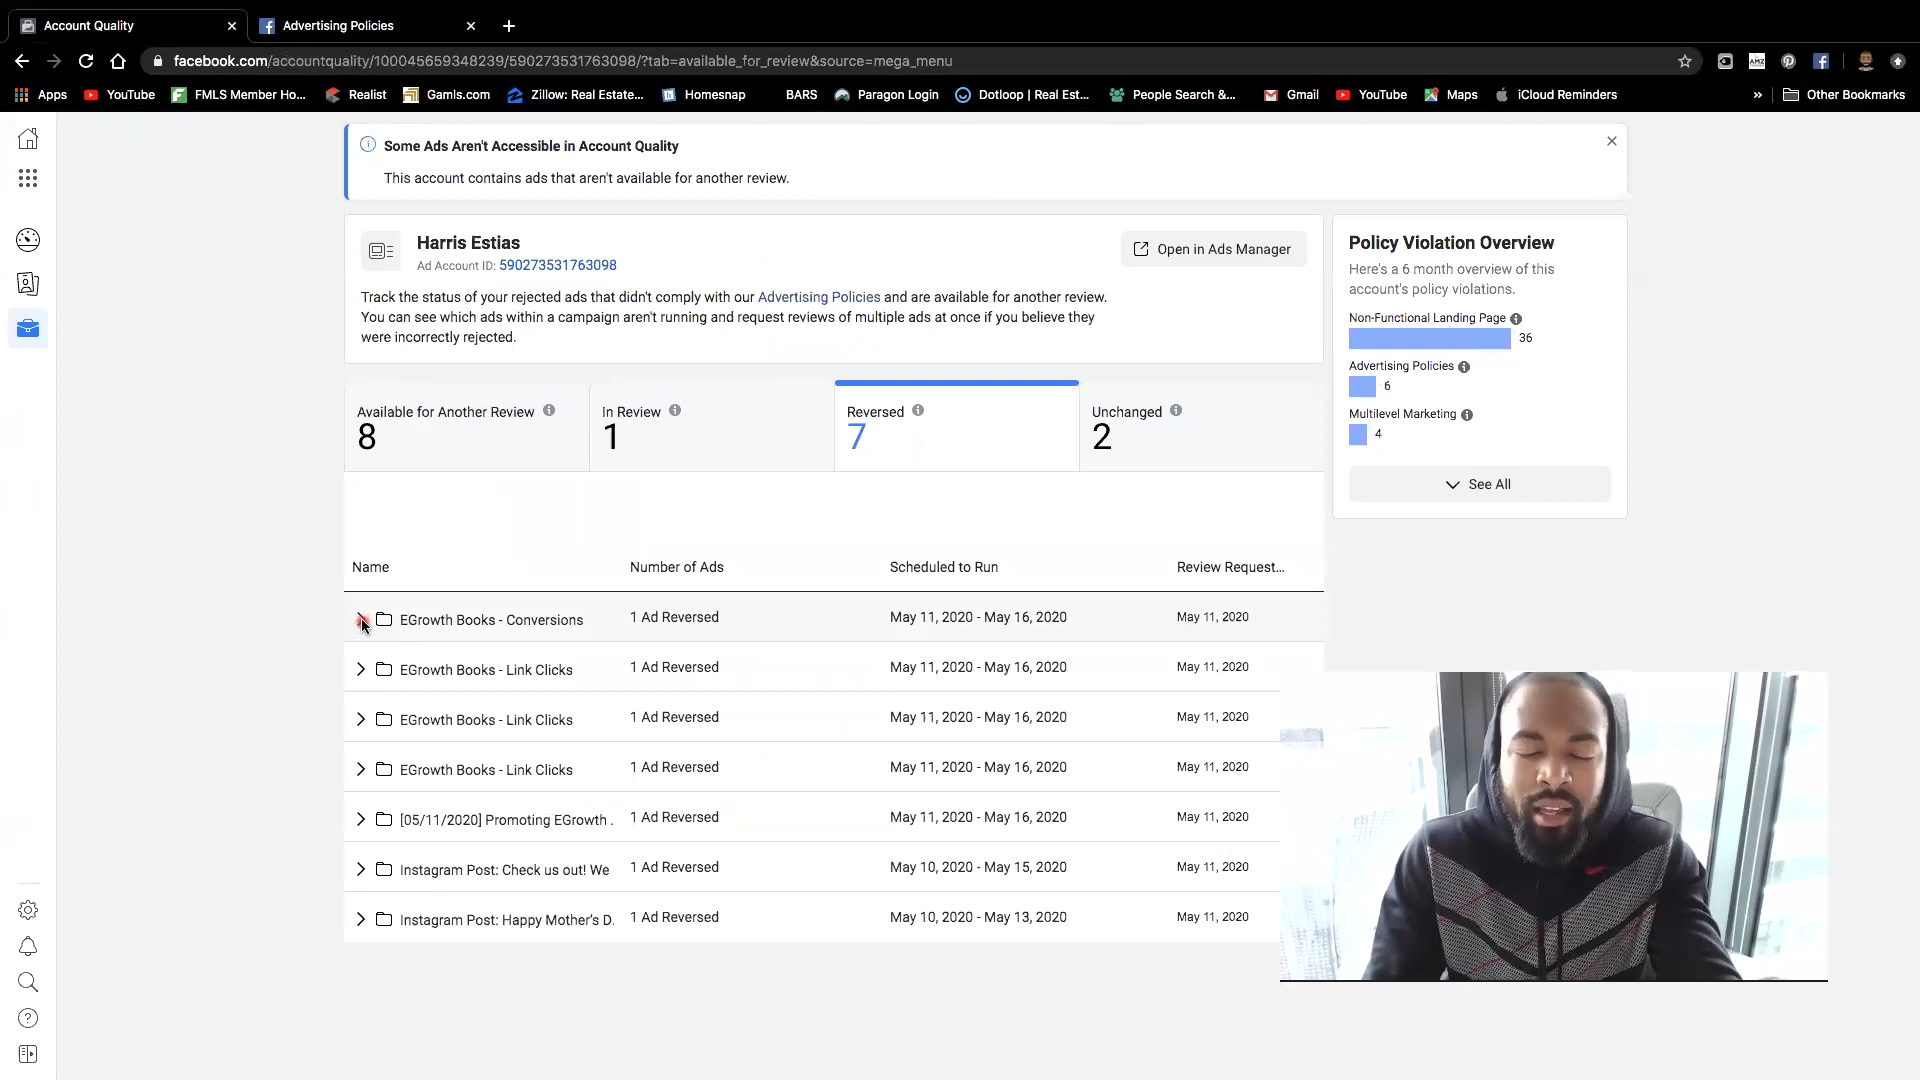 Account Quality
Advertising Policies
facebook.com/accountquality/100045659348239/590273531763098/?tab=available_for_review&source=mega_menu
Apps YouTube FMLS Member Ho... Realist Gamls.com Zillow: Real Estate... Homesnap BARS Paragon Login Dotloop | Real Est... People Search &... Gmail YouTube Maps iCloud Reminders » Other Bookmarks
Some Ads Aren't Accessible in Account Quality
This account contains ads that aren't available for another review.
Harris Estias
Ad Account ID: 590273531763098
Open in Ads Manager
Track the status of your rejected ads that didn't comply with our Advertising Policies and are available for another review.
You can see which ads within a campaign aren't running and request reviews of multiple ads at once if you believe they
were incorrectly rejected.
Policy Violation Overview
Here's a 6 month overview of this
account's policy violations.
Non-Functional Landing Page
36
Advertising Policies
6
Multilevel Marketing
4
See All
Available for Another Review
8
In Review
1
Reversed
7
Unchanged
2
Name Number of Ads Scheduled to Run Review Request...
EGrowth Books - Conversions 1 Ad Reversed May 11, 2020 - May 16, 2020 May 11, 2020
EGrowth Books - Link Clicks 1 Ad Reversed May 11, 2020 - May 16, 2020 May 11, 2020
EGrowth Books - Link Clicks 1 Ad Reversed May 11, 2020 - May 16, 2020 May 11, 2020
EGrowth Books - Link Clicks 1 Ad Reversed May 11, 2020 - May 16, 2020 May 11, 2020
[05/11/2020] Promoting EGrowth . 1 Ad Reversed May 11, 2020 - May 16, 2020 May 11, 2020
Instagram Post: Check us out! We 1 Ad Reversed May 10, 2020 - May 15, 2020 May 11, 2020
Instagram Post: Happy Mother's D. 1 Ad Reversed May 10, 2020 - May 13, 2020 May 11, 2020